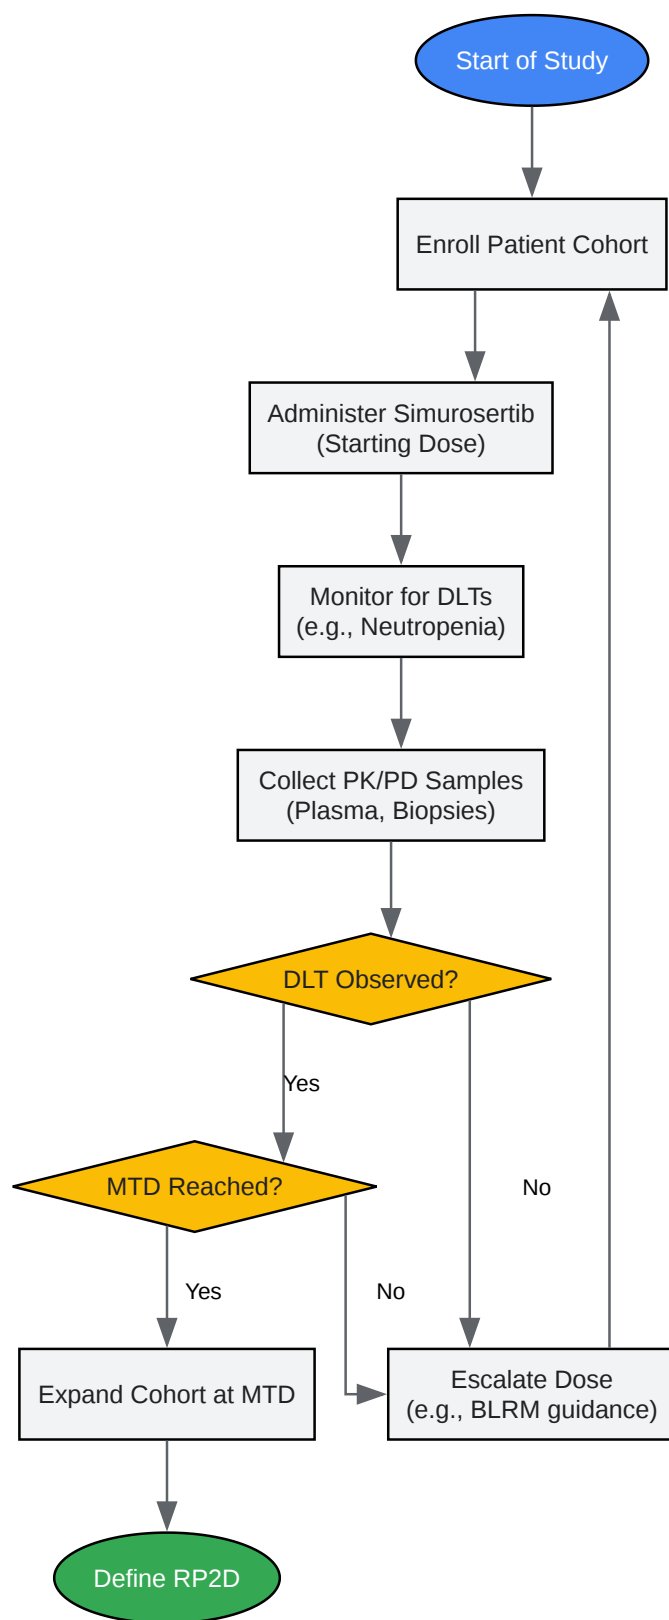 Start of Study
Enroll Patient Cohort
Administer Simurosertib
(Starting Dose)
Monitor for DLTs
(e.g., Neutropenia)
Collect PK/PD Samples
(Plasma, Biopsies)
DLT Observed?
Yes
MTD Reached?
No
Yes
No
Expand Cohort at MTD
Escalate Dose
(e.g., BLRM guidance)
Define RP2D